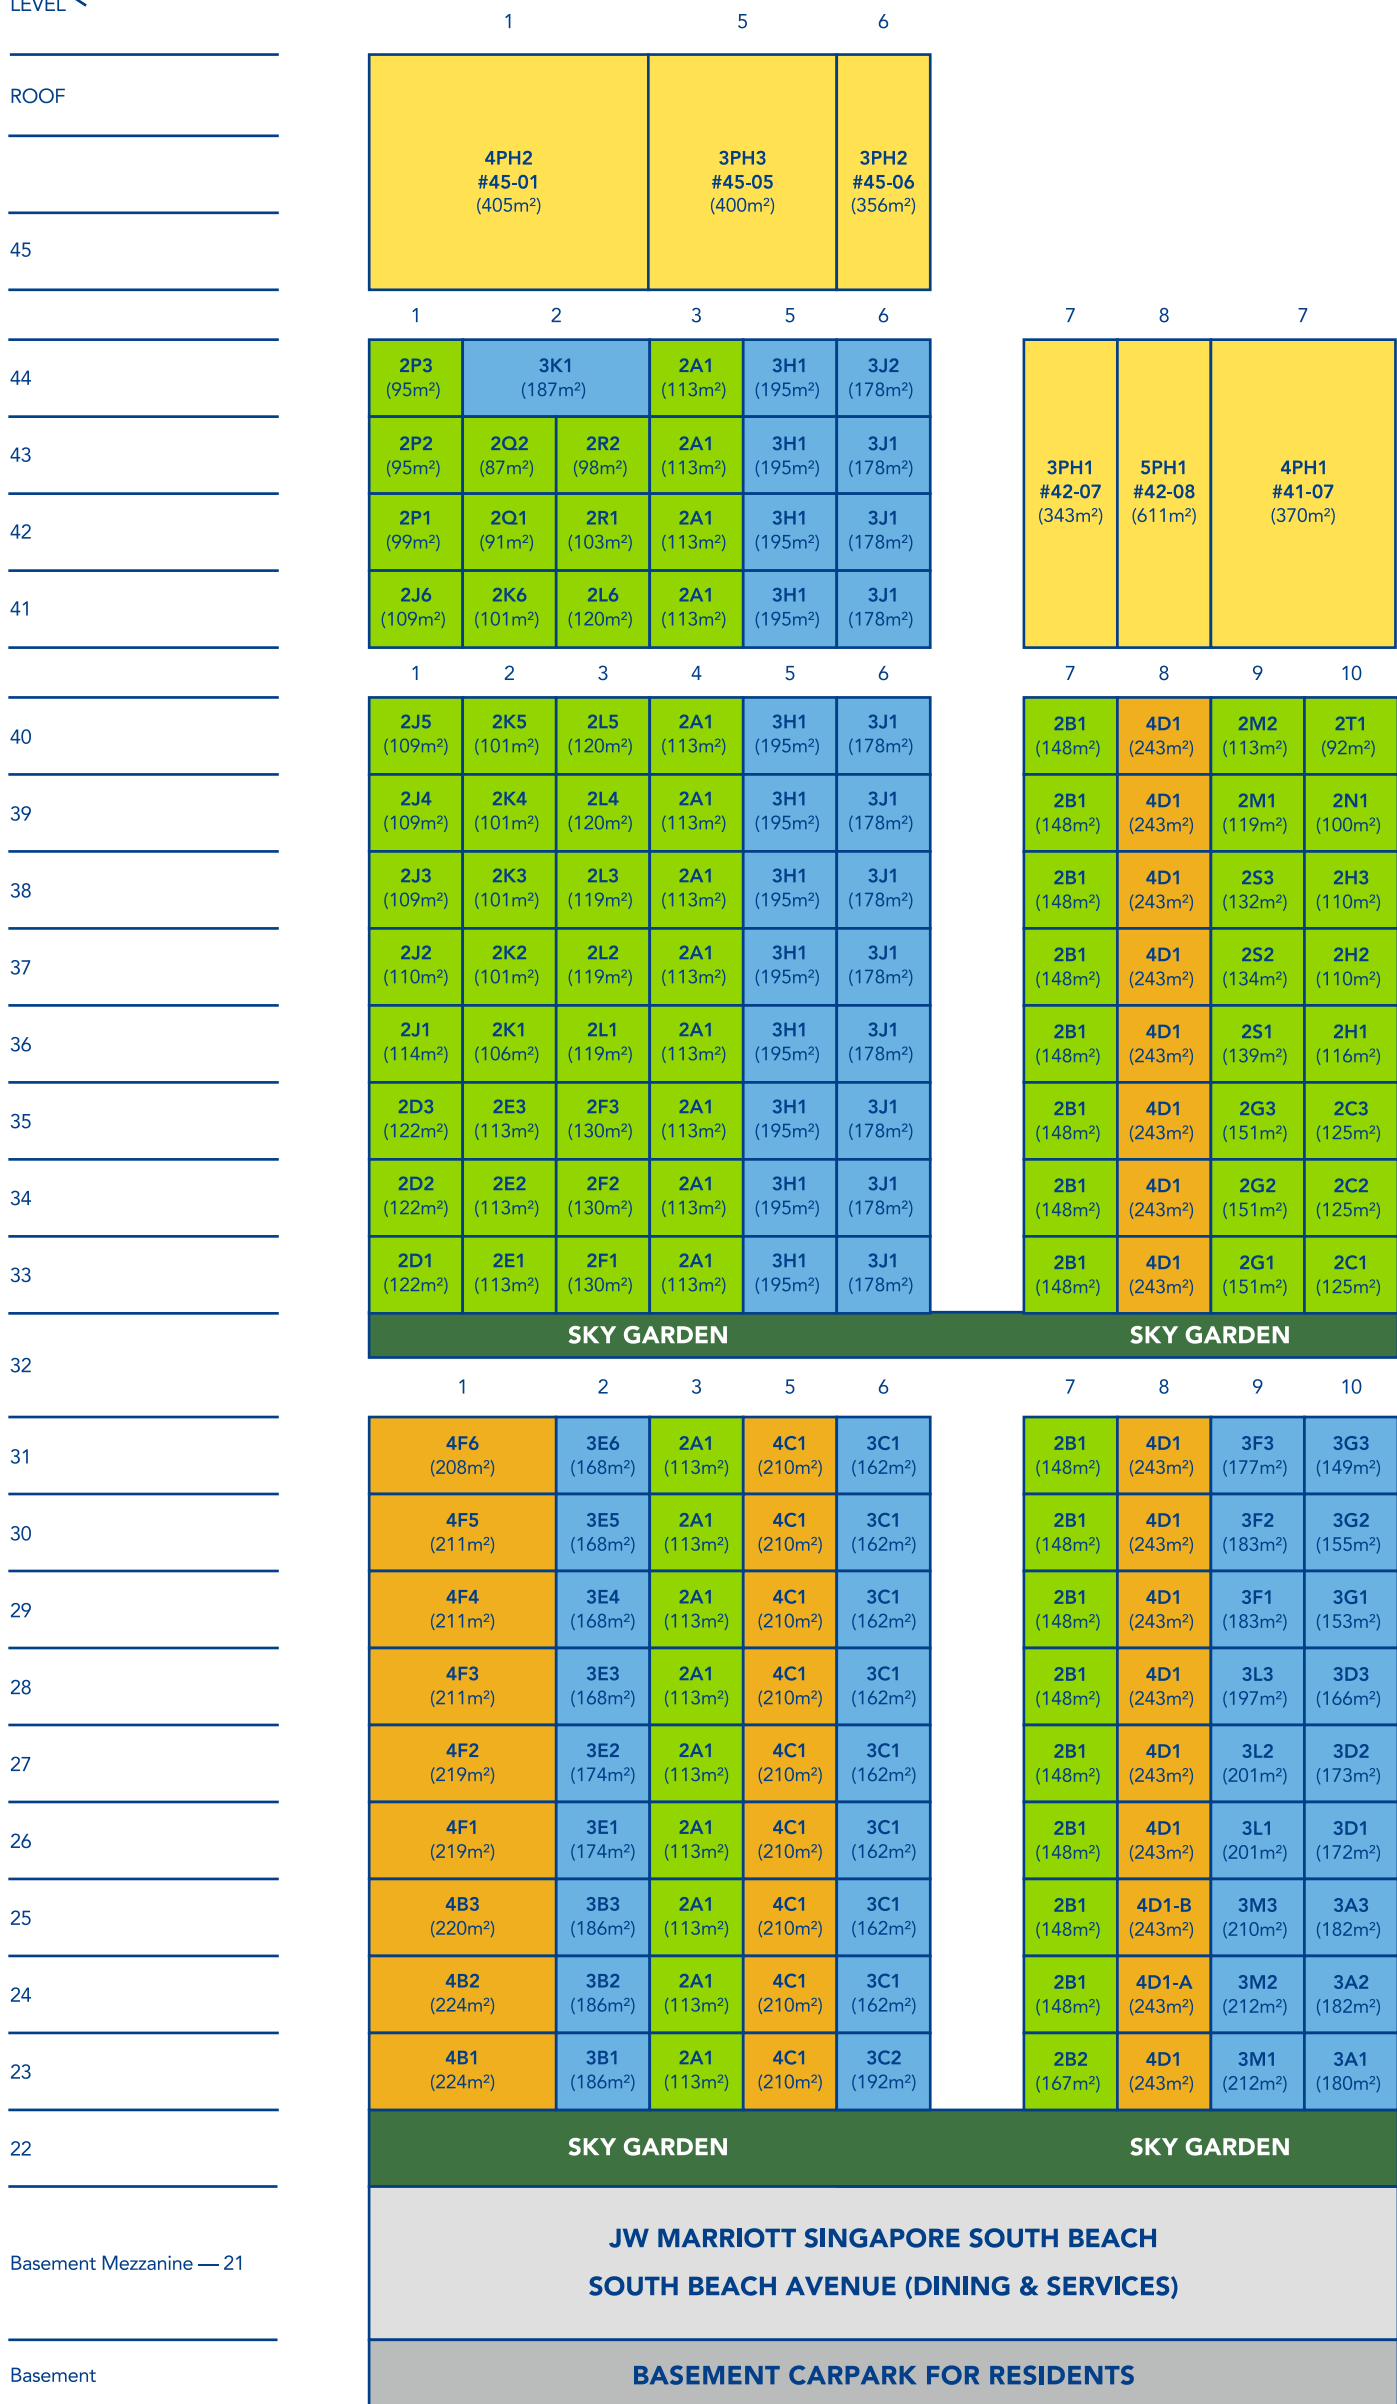 LEVEL
1 5 6
ROOF
4PH2 3PH3 3PH2
#45-01 #45-05 #45-06
(405m²) (400m²) (356m²)
45
1 2 3 5 6 7 8 7
44 2P3 3K1 2A1 3H1 3J2
(95m²) (187m²) (113m²) (195m²) (178m²)
43 2P2 2Q2 2R2 2A1 3H1 3J1
(95m²) (87m²) (98m²) (113m²) (195m²) (178m²)
3PH1 5PH1 4PH1
#42-07 #42-08 #41-07
(343m²) (611m²) (370m²)
42 2P1 2Q1 2R1 2A1 3H1 3J1
(99m²) (91m²) (103m²) (113m²) (195m²) (178m²)
41 2J6 2K6 2L6 2A1 3H1 3J1
(109m²) (101m²) (120m²) (113m²) (195m²) (178m²)
1 2 3 4 5 6 7 8 9 10
40 2J5 2K5 2L5 2A1 3H1 3J1 2B1 4D1 2M2 2T1
(109m²) (101m²) (120m²) (113m²) (195m²) (178m²) (148m²) (243m²) (113m²) (92m²)
39 2J4 2K4 2L4 2A1 3H1 3J1 2B1 4D1 2M1 2N1
(109m²) (101m²) (120m²) (113m²) (195m²) (178m²) (148m²) (243m²) (119m²) (100m²)
38 2J3 2K3 2L3 2A1 3H1 3J1 2B1 4D1 2S3 2H3
(109m²) (101m²) (119m²) (113m²) (195m²) (178m²) (148m²) (243m²) (132m²) (110m²)
37 2J2 2K2 2L2 2A1 3H1 3J1 2B1 4D1 2S2 2H2
(110m²) (101m²) (119m²) (113m²) (195m²) (178m²) (148m²) (243m²) (134m²) (110m²)
36 2J1 2K1 2L1 2A1 3H1 3J1 2B1 4D1 2S1 2H1
(114m²) (106m²) (119m²) (113m²) (195m²) (178m²) (148m²) (243m²) (139m²) (116m²)
35 2D3 2E3 2F3 2A1 3H1 3J1 2B1 4D1 2G3 2C3
(122m²) (113m²) (130m²) (113m²) (195m²) (178m²) (148m²) (243m²) (151m²) (125m²)
34 2D2 2E2 2F2 2A1 3H1 3J1 2B1 4D1 2G2 2C2
(122m²) (113m²) (130m²) (113m²) (195m²) (178m²) (148m²) (243m²) (151m²) (125m²)
33 2D1 2E1 2F1 2A1 3H1 3J1 2B1 4D1 2G1 2C1
(122m²) (113m²) (130m²) (113m²) (195m²) (178m²) (148m²) (243m²) (151m²) (125m²)
SKY GARDEN SKY GARDEN
32
1 2 3 5 6 7 8 9 10
31 4F6 3E6 2A1 4C1 3C1 2B1 4D1 3F3 3G3
(208m²) (168m²) (113m²) (210m²) (162m²) (148m²) (243m²) (177m²) (149m²)
30 4F5 3E5 2A1 4C1 3C1 2B1 4D1 3F2 3G2
(211m²) (168m²) (113m²) (210m²) (162m²) (148m²) (243m²) (183m²) (155m²)
29 4F4 3E4 2A1 4C1 3C1 2B1 4D1 3F1 3G1
(211m²) (168m²) (113m²) (210m²) (162m²) (148m²) (243m²) (183m²) (153m²)
28 4F3 3E3 2A1 4C1 3C1 2B1 4D1 3L3 3D3
(211m²) (168m²) (113m²) (210m²) (162m²) (148m²) (243m²) (197m²) (166m²)
27 4F2 3E2 2A1 4C1 3C1 2B1 4D1 3L2 3D2
(219m²) (174m²) (113m²) (210m²) (162m²) (148m²) (243m²) (201m²) (173m²)
26 4F1 3E1 2A1 4C1 3C1 2B1 4D1 3L1 3D1
(219m²) (174m²) (113m²) (210m²) (162m²) (148m²) (243m²) (201m²) (172m²)
25 4B3 3B3 2A1 4C1 3C1 2B1 4D1-B 3M3 3A3
(220m²) (186m²) (113m²) (210m²) (162m²) (148m²) (243m²) (210m²) (182m²)
24 4B2 3B2 2A1 4C1 3C1 2B1 4D1-A 3M2 3A2
(224m²) (186m²) (113m²) (210m²) (162m²) (148m²) (243m²) (212m²) (182m²)
23 4B1 3B1 2A1 4C1 3C2 2B2 4D1 3M1 3A1
(224m²) (186m²) (113m²) (210m²) (192m²) (167m²) (243m²) (212m²) (180m²)
22 SKY GARDEN SKY GARDEN
JW MARRIOTT SINGAPORE SOUTH BEACH
Basement Mezzanine — 21
SOUTH BEACH AVENUE (DINING & SERVICES)
Basement BASEMENT CARPARK FOR RESIDENTS